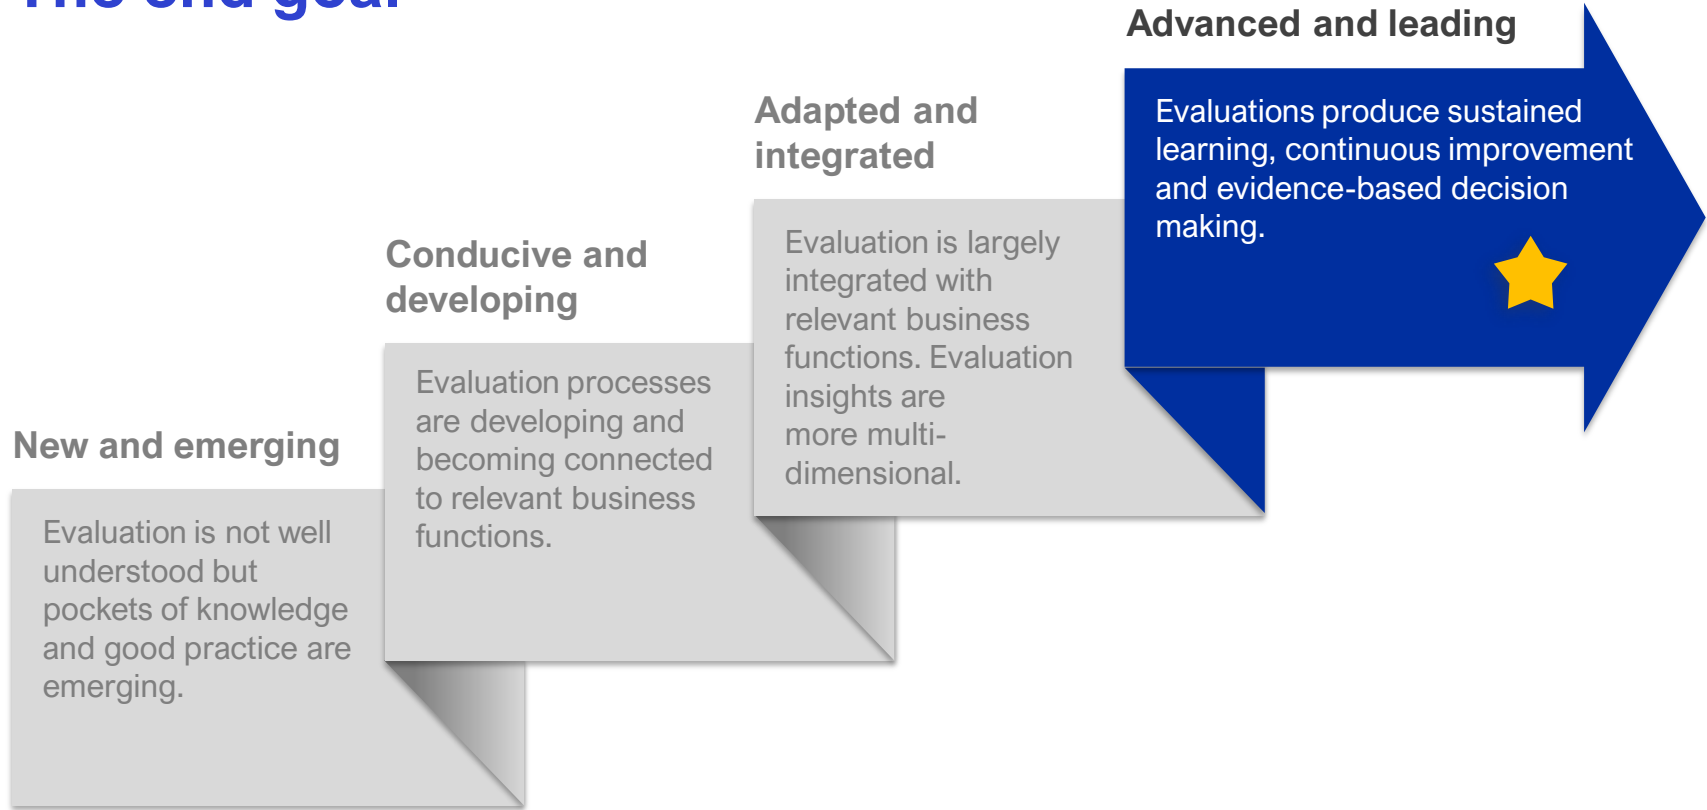 The end goal
New and emerging
Evaluation is not well
understood but
pockets of knowledge
and good practice are
emerging.
Conducive and
developing
Evaluation processes
are developing and
becoming connected
to relevant business
functions.
Adapted and
integrated
Evaluation is largely
integrated with
relevant business
functions. Evaluation
insights are
more multi-
dimensional.
Advanced and leading
Evaluations produce sustained
learning, continuous improvement
and evidence-based decision
making.